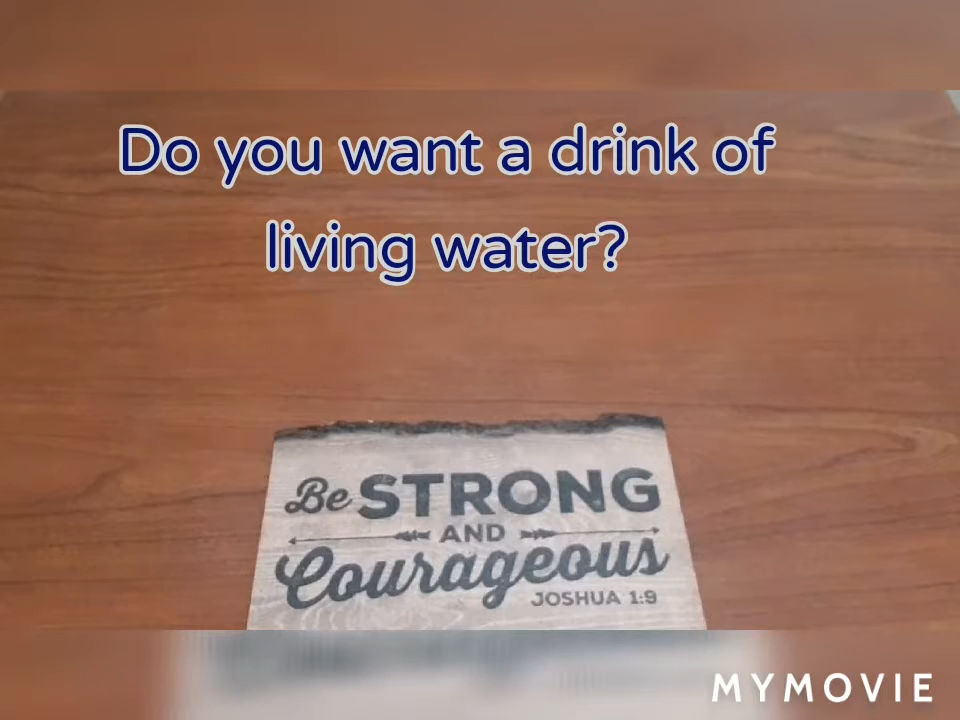 Do you want a drink of
living water?
Be STRONG
AND
Courageous
JOSHUA 1:9
MYMOVIE